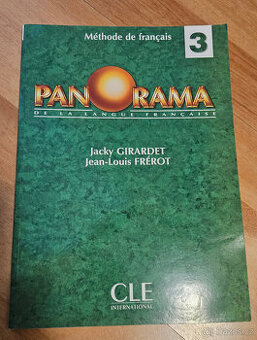 Méthode de français
3
PANORAMA
DE LA LANGUE FRANÇAISE
Jacky GIRARDET
Jean-Louis FRÉROT
CLE
INTERNATIONAL